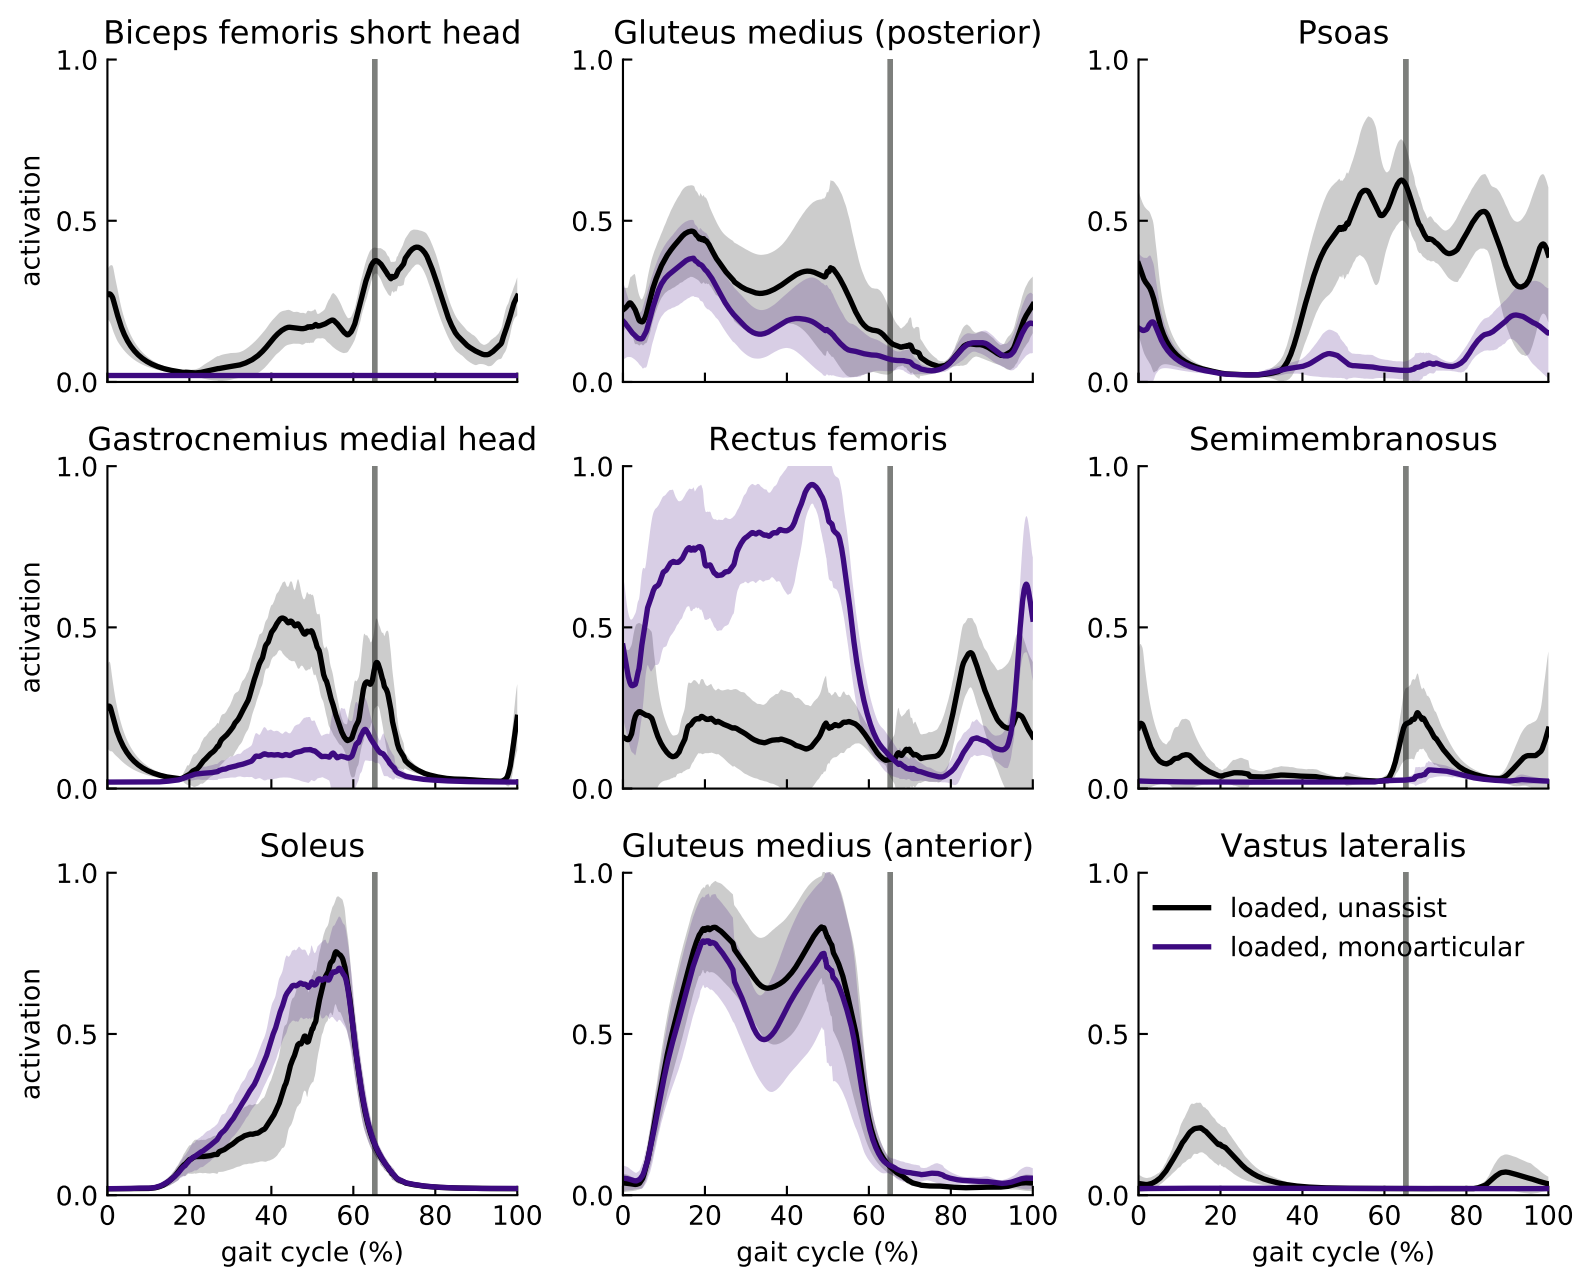 Biceps femoris short head
Gluteus medius (posterior)
Psoas
1.0
0.5
0.0
activation
1.0
0.5
0.0
1.0
0.5
0.0
Gastrocnemius medial head
Rectus femoris
Semimembranosus
1.0
0.5
0.0
activation
1.0
0.5
0.0
1.0
0.5
0.0
Soleus
Gluteus medius (anterior)
Vastus lateralis
1.0
0.5
0.0
activation
1.0
0.5
0.0
1.0
0.5
0.0
loaded, unassist
loaded, monoarticular
0 20 40 60 80 100
0 20 40 60 80 100
0 20 40 60 80 100
gait cycle (%)
gait cycle (%)
gait cycle (%)